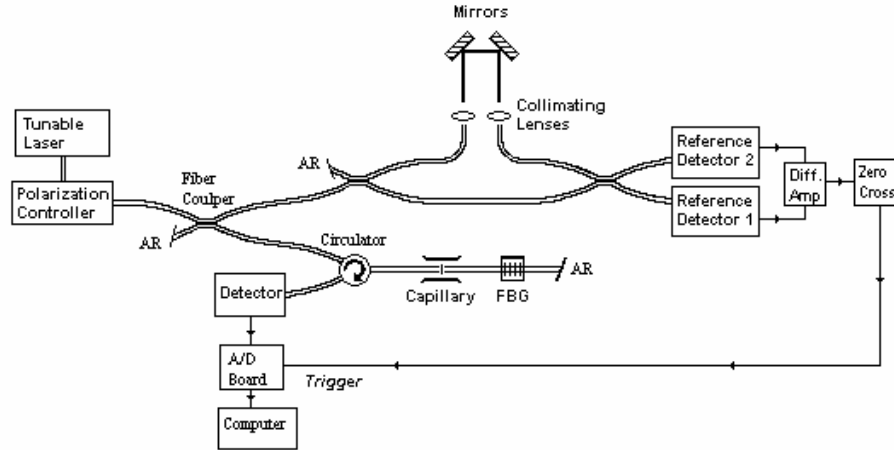 Mirrors
Collimating
Lenses
Tunable
Laser
Polarization
Controller
Fiber
Coulper
AR
AR
Reference
Detector 2
Reference
Detector 1
Diff.
Amp
Zero
Cross
Circulator
Detector
Capillary
FBG
AR
A/D
Board
Trigger
Computer